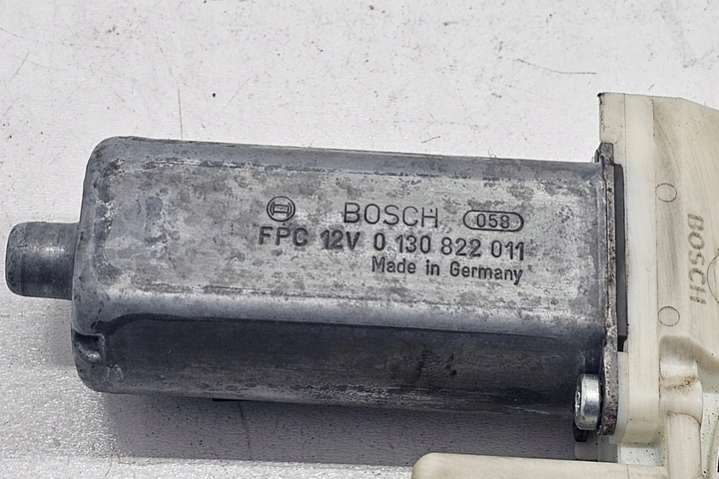 BOSCH 058
FPC 12V 0 130 822 011
Made in Germany
BOSCH